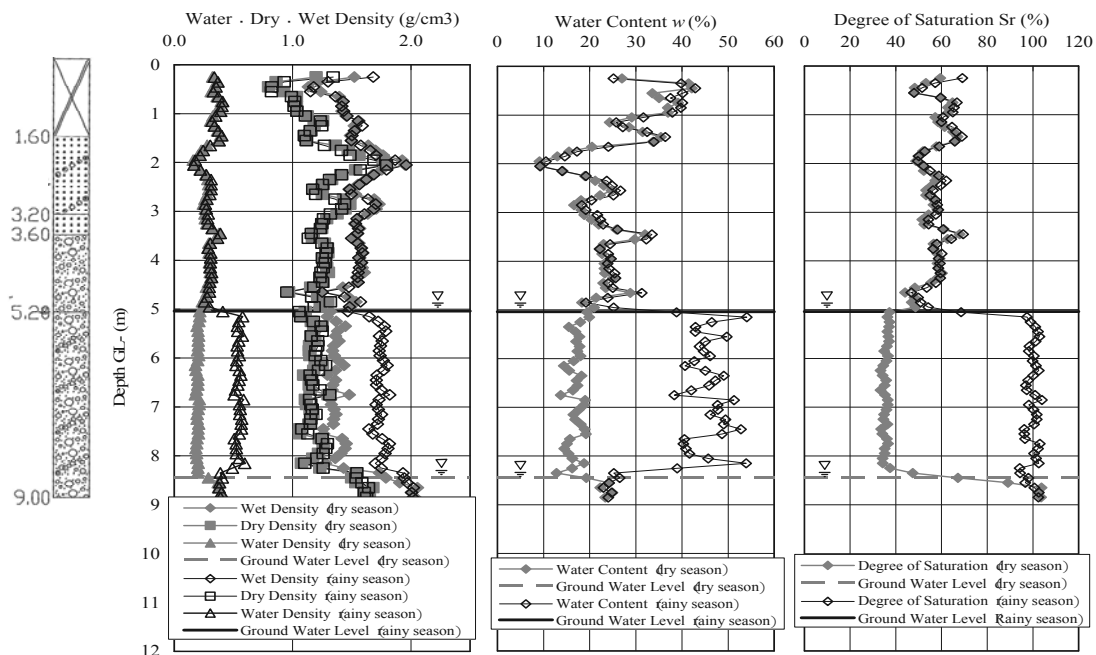 Water . Dry . Wet Density (g/cm3)
0.0 1.0 2.0
Water Content w (%)
0 10 20 30 40 50 60
Degree of Saturation Sr (%)
0 20 40 60 80 100 120
Depth GL- (m)
0
1
2
3
4
5
6
7
8
9
10
11
12
1.60
3.20
3.60
5.20
9.00
Wet Density (dry season)
Dry Density (dry season)
Water Density (dry season)
Ground Water Level (dry season)
Wet Density (rainy season)
Dry Density (rainy season)
Water Density (rainy season)
Ground Water Level (rainy season)
Water Content (dry season)
Ground Water Level (dry season)
Water Content (rainy season)
Ground Water Level (rainy season)
Degree of Saturation (dry season)
Ground Water Level (dry season)
Degree of Saturation (rainy season)
Ground Water Level (Rainy season)